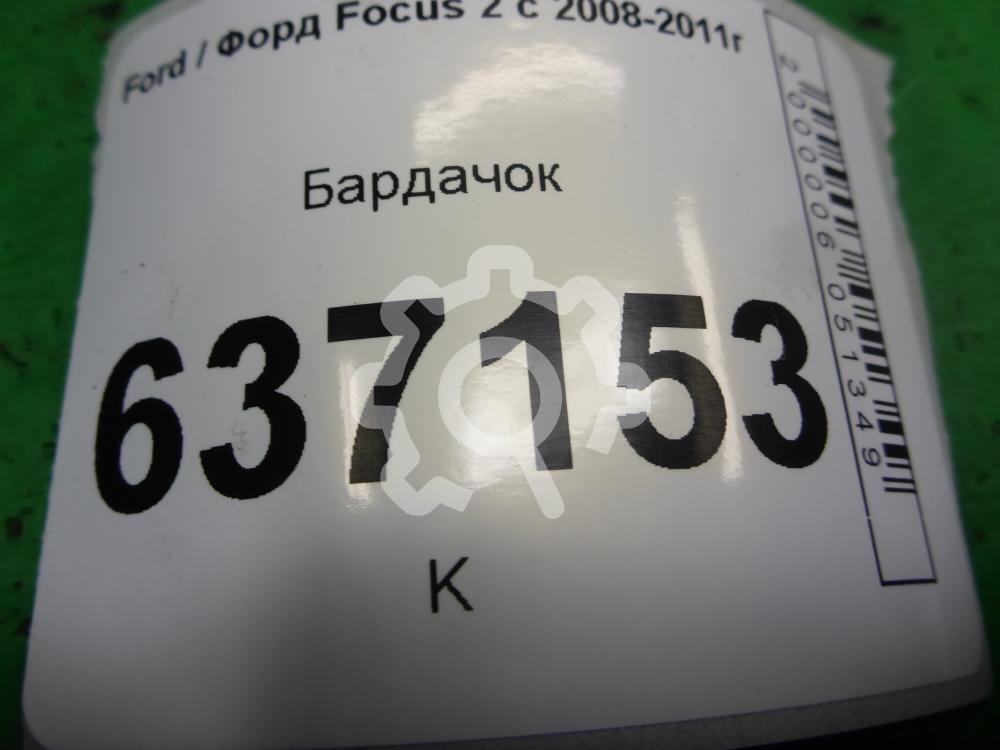 Ford / Форд Focus 2 с 2008-2011г
Бардачок
637153
К
2000006051349